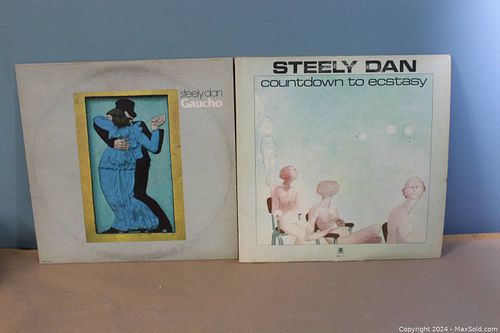 steely dan
Gaucho
STEELY DAN
countdown to ecstasy
Copyright 2024 - MaxSold.com